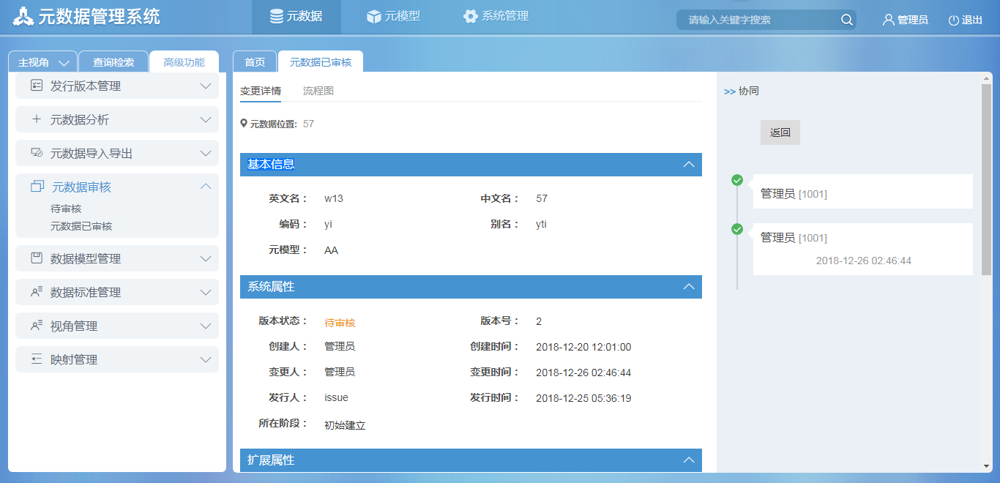 元数据管理系统
元数据
元模型
系统管理
请输入关键字搜索
管理员
退出
主视角
查询检索
高级功能
首页
元数据已审核
发行版本管理
元数据分析
元数据导入导出
元数据审核
待审核
元数据已审核
数据模型管理
数据标准管理
视角管理
映射管理
变更详情 流程图
元数据位置: 57
基本信息
英文名： w13 中文名： 57
编码： yi 别名： yti
元模型： AA
系统属性
版本状态： 待审核 版本号： 2
创建人： 管理员 创建时间： 2018-12-20 12:01:00
变更人： 管理员 变更时间： 2018-12-26 02:46:44
发行人： issue 发行时间： 2018-12-25 05:36:19
所在阶段： 初始建立
扩展属性
>> 协同
返回
管理员 [1001]
管理员 [1001]
2018-12-26 02:46:44